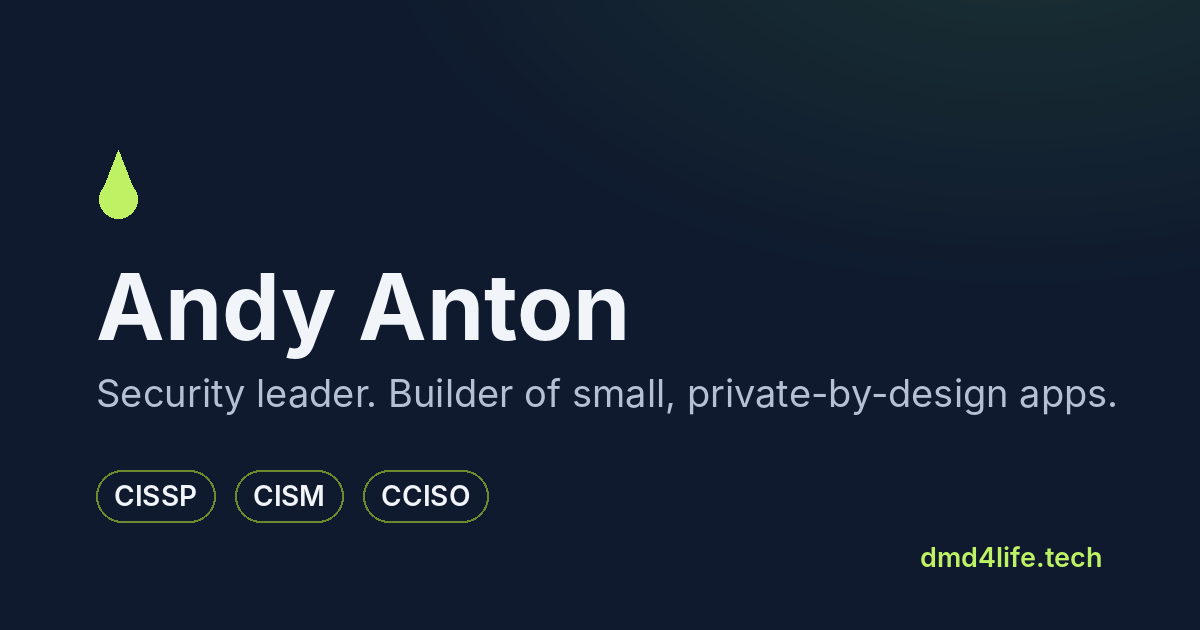 Andy Anton
Security leader. Builder of small, private-by-design apps.
CISSP CISM CCISO
dmd4life.tech